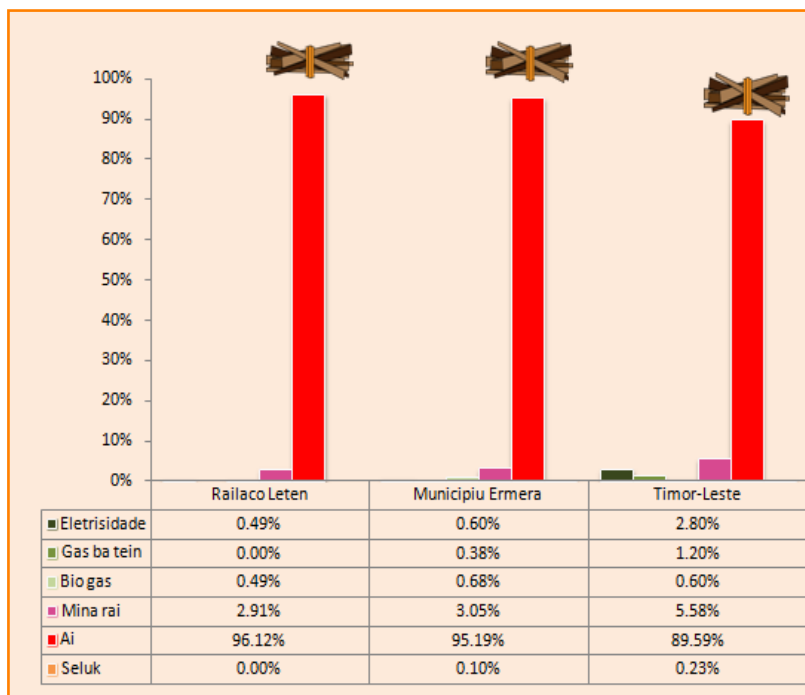 100%
90%
80%
70%
60%
50%
40%
30%
20%
10%
0%
Railaco Leten Municipiu Ermera Timor-Leste
Eletrisidade 0.49% 0.60% 2.80%
Gas ba tein 0.00% 0.38% 1.20%
Bio gas 0.49% 0.68% 0.60%
Mina rai 2.91% 3.05% 5.58%
Ai 96.12% 95.19% 89.59%
Seluk 0.00% 0.10% 0.23%